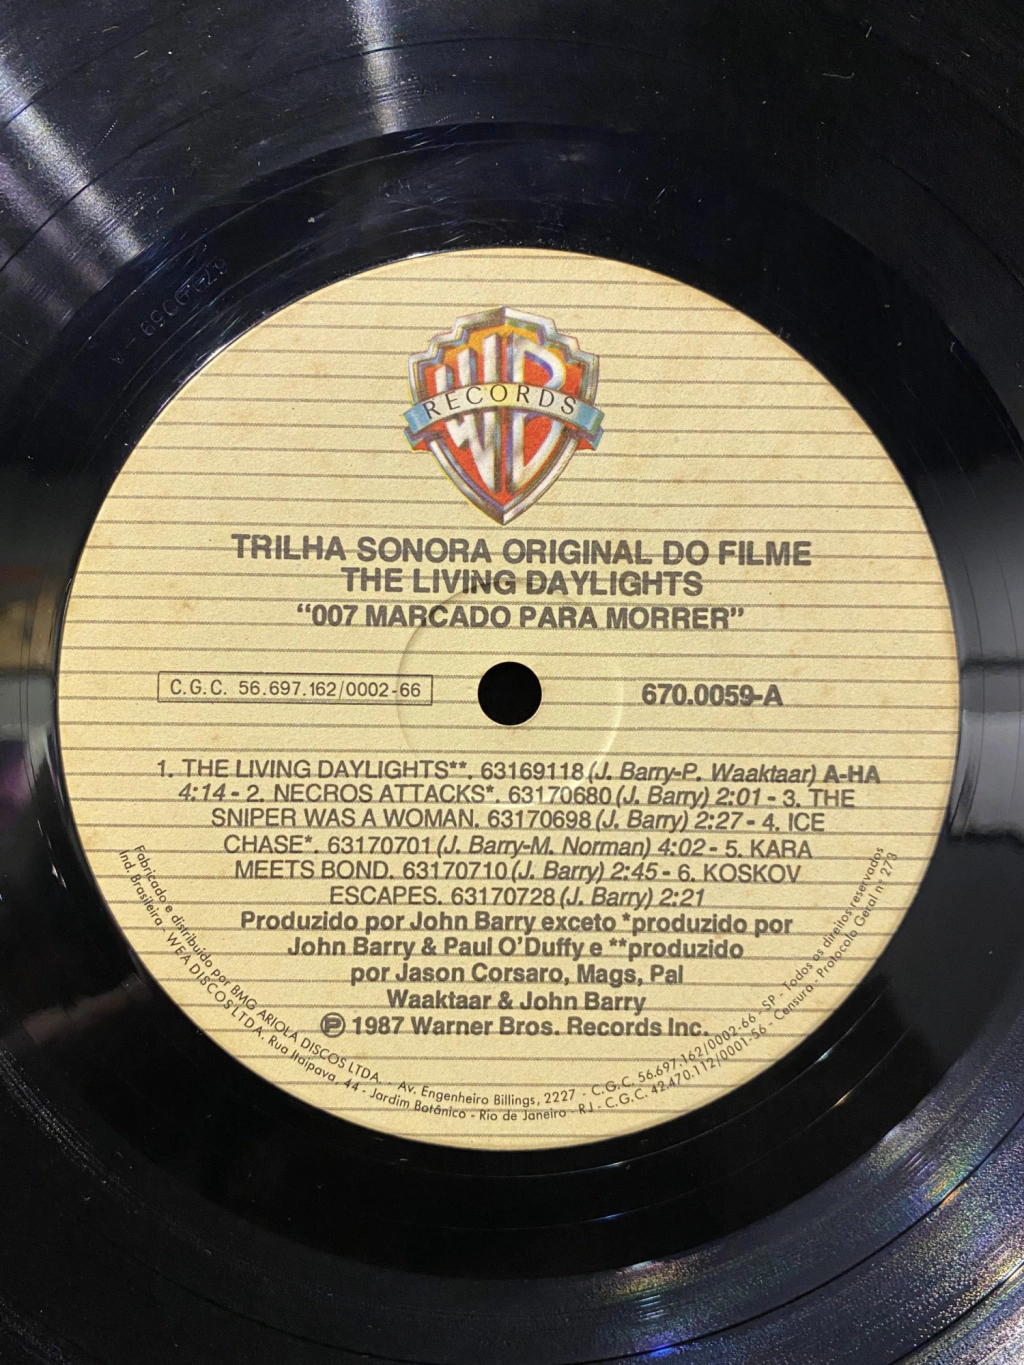 WB
RECORDS
TRILHA SONORA ORIGINAL DO FILME
THE LIVING DAYLIGHTS
“007 MARCADO PARA MORRER”
C.G.C. 56.697.162/0002-66
670.0059-A
1. THE LIVING DAYLIGHTS**. 63169118 (J. Barry-P. Waaktaar) A-HA
4:14 - 2. NECROS ATTACKS*. 63170680 (J. Barry) 2:01 - 3. THE
SNIPER WAS A WOMAN. 63170698 (J. Barry) 2:27 - 4. ICE
CHASE*. 63170701 (J. Barry-M. Norman) 4:02 - 5. KARA
MEETS BOND. 63170710 (J. Barry) 2:45 - 6. KOSKOV
ESCAPES. 63170728 (J. Barry) 2:21
Produzido por John Barry exceto *produzido por
John Barry & Paul O'Duffy e **produzido
por Jason Corsaro, Mags, Pal
Waaktaar & John Barry
℗ 1987 Warner Bros. Records Inc.
Fabricado e distribuído por BMG ARIOLA DISCOS LTDA. - Av. Engenheiro Billings, 2227 - C.G.C. 56.697.162/0002-66 - SP - Todos os direitos reservados
Ind. Brasileira - WEA DISCOS LTDA. Rua Itaipava, 44 - Jardim Botânico - Rio de Janeiro - RJ - C.G.C. 42.470.112/0001-56 - Censura - Protocolo Geral nº 273